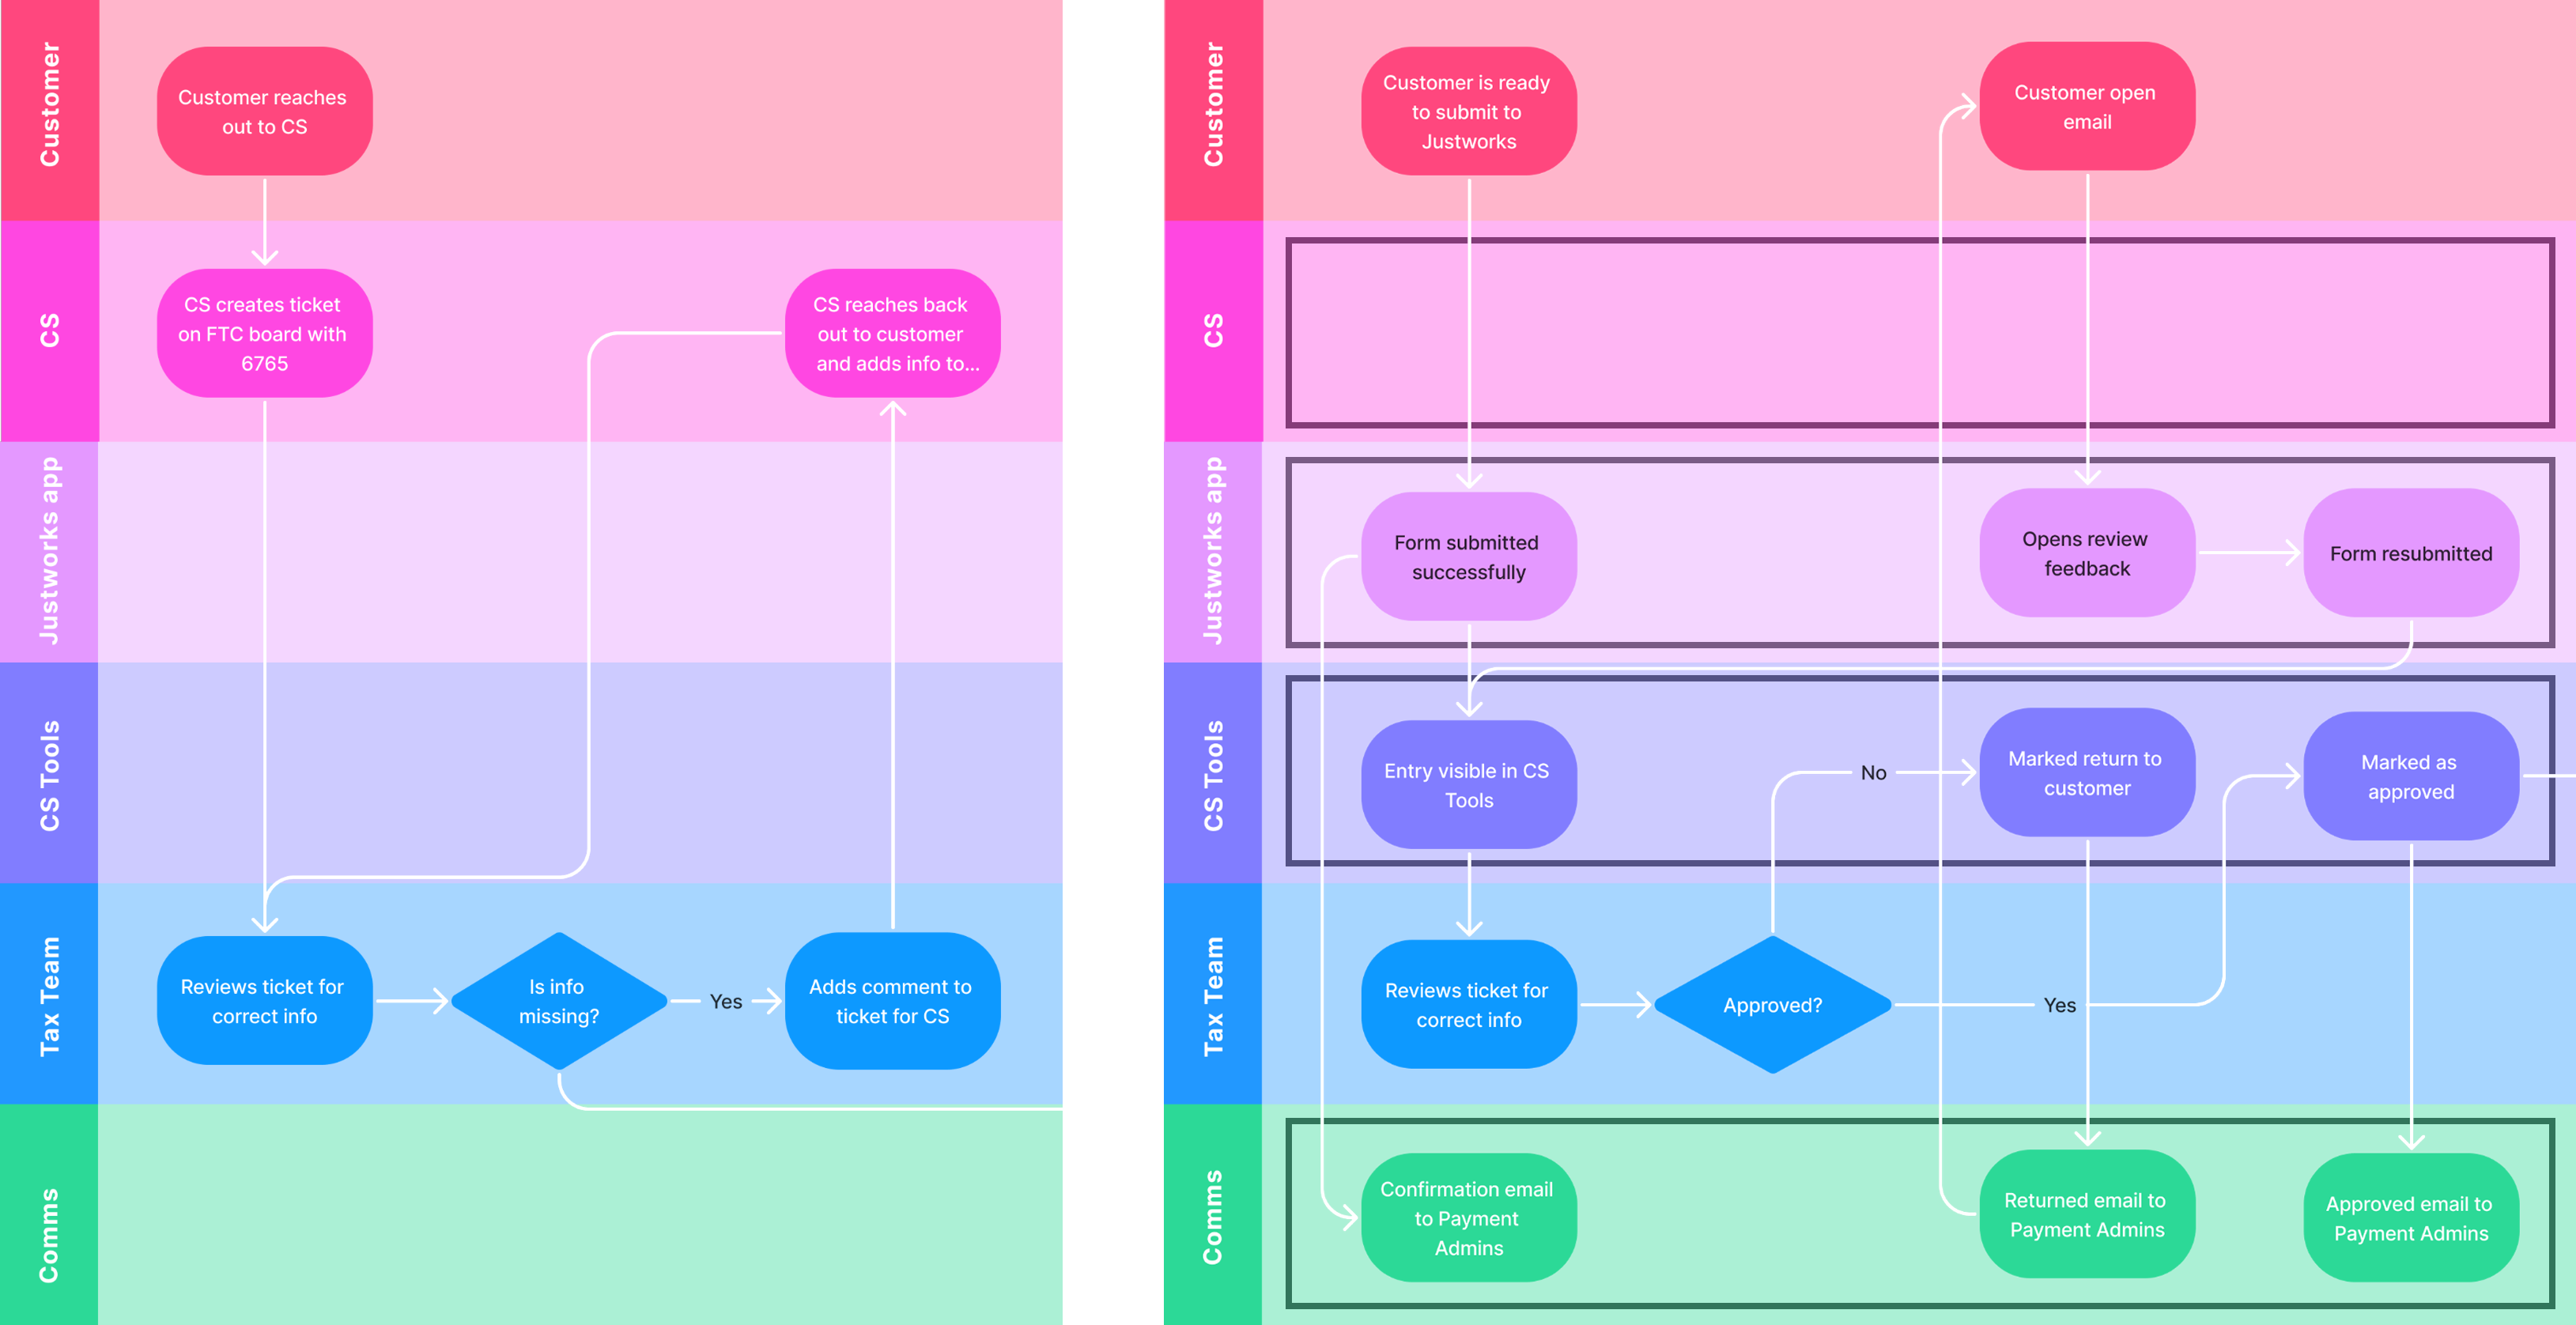 Customer
Customer reaches
out to CS
CS
CS creates ticket
on FTC board with
6765
CS reaches back
out to customer
and adds info to...
Justworks app
CS Tools
Tax Team
Reviews ticket for
correct info
Is info
missing?
Yes
Adds comment to
ticket for CS
Comms
Customer
Customer is ready
to submit to
Justworks
Customer open
email
CS
Justworks app
Form submitted
successfully
Opens review
feedback
Form resubmitted
CS Tools
Entry visible in CS
Tools
No
Marked return to
customer
Marked as
approved
Tax Team
Reviews ticket for
correct info
Approved?
Yes
Comms
Confirmation email
to Payment
Admins
Returned email to
Payment Admins
Approved email to
Payment Admins